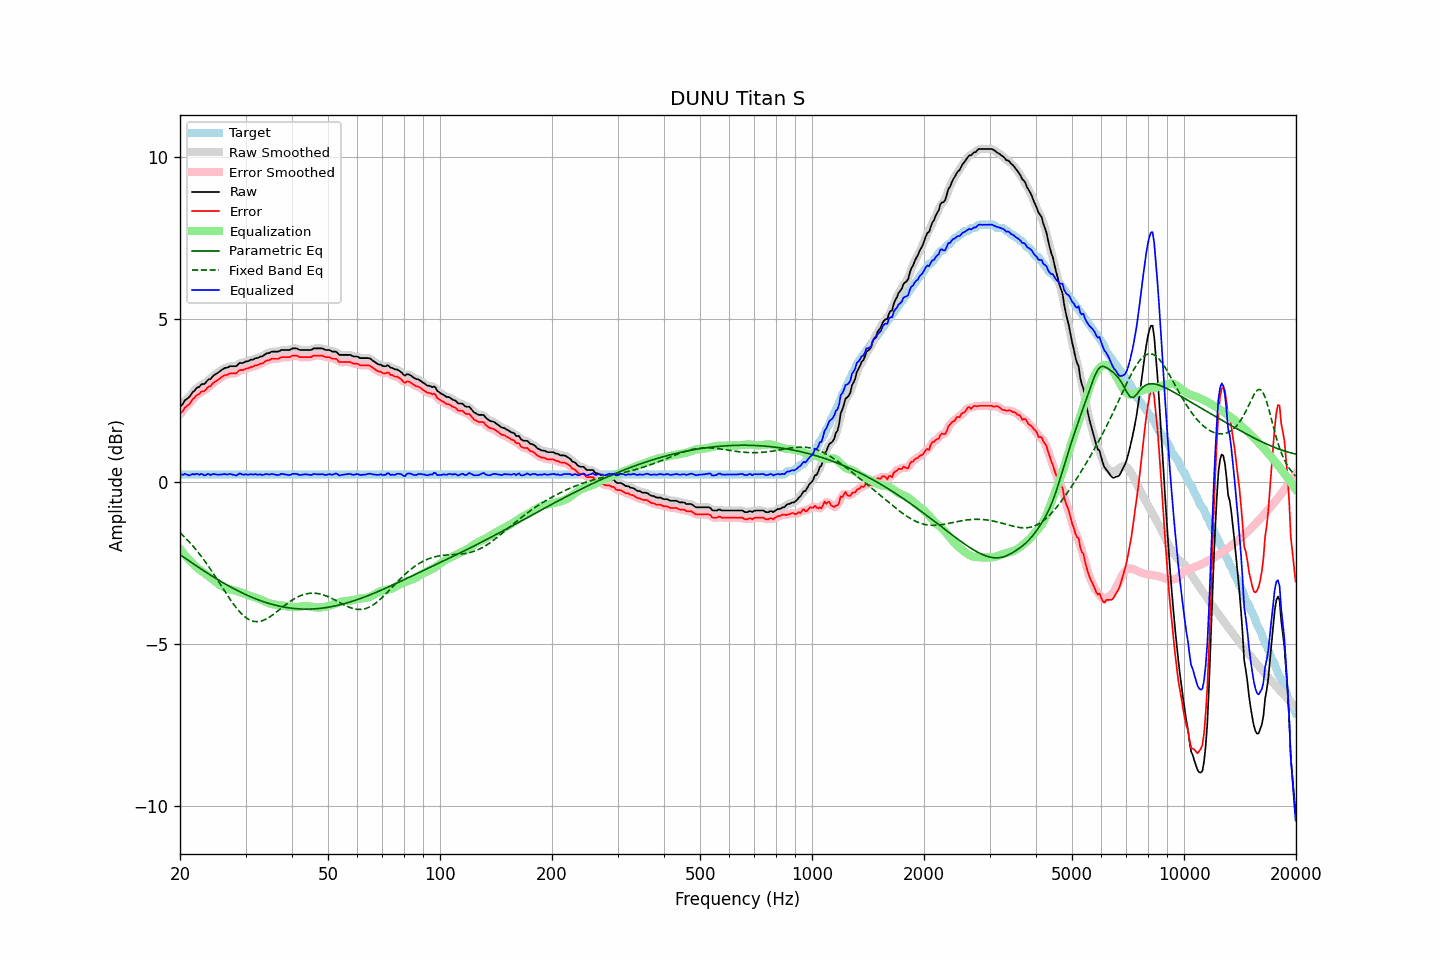 DUNU Titan S
Target
Raw Smoothed
Error Smoothed
Raw
Error
Equalization
Parametric Eq
Fixed Band Eq
Equalized
10
5
0
−5
−10
Amplitude (dBr)
20 50 100 200 500 1000 2000 5000 10000 20000
Frequency (Hz)